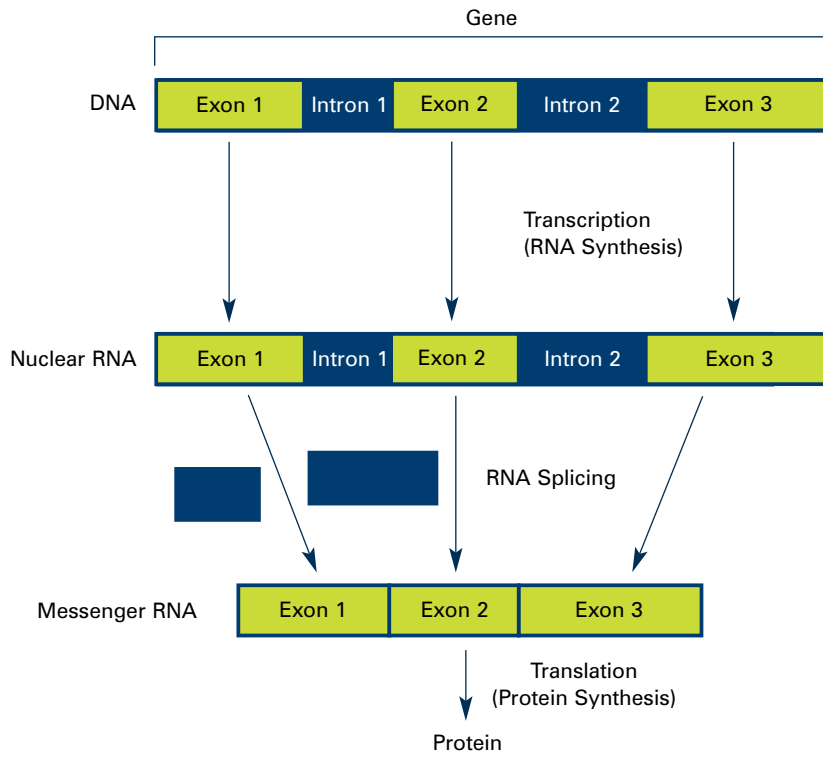 Gene
DNA
Exon 1 Intron 1 Exon 2 Intron 2 Exon 3
Transcription
(RNA Synthesis)
Nuclear RNA
Exon 1 Intron 1 Exon 2 Intron 2 Exon 3
RNA Splicing
Messenger RNA
Exon 1 Exon 2 Exon 3
Translation
(Protein Synthesis)
Protein